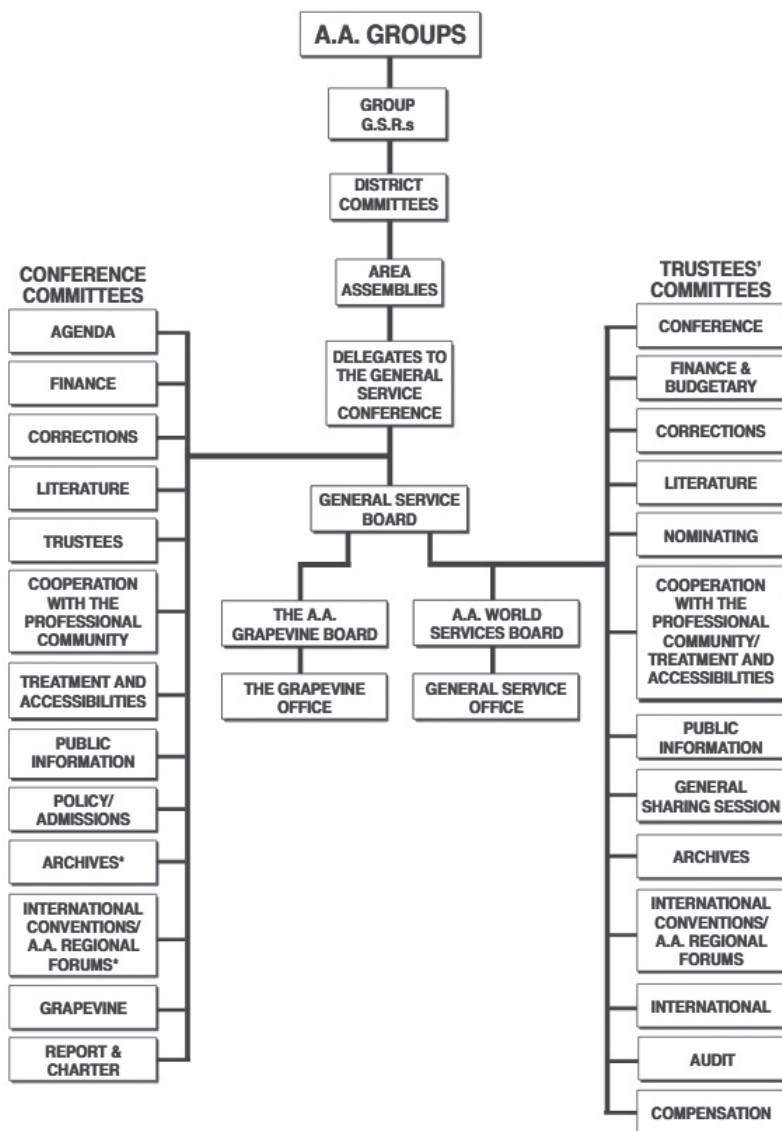 A.A. GROUPS
GROUP
G.S.R.s
DISTRICT
COMMITTEES
AREA
ASSEMBLIES
DELEGATES TO
THE GENERAL
SERVICE
CONFERENCE
GENERAL SERVICE
BOARD
THE A.A.
GRAPEVINE BOARD
THE GRAPEVINE
OFFICE
A.A. WORLD
SERVICES BOARD
GENERAL SERVICE
OFFICE
CONFERENCE
COMMITTEES
AGENDA
FINANCE
CORRECTIONS
LITERATURE
TRUSTEES
COOPERATION
WITH THE
PROFESSIONAL
COMMUNITY
TREATMENT AND
ACCESSIBILITIES
PUBLIC
INFORMATION
POLICY/
ADMISSIONS
ARCHIVES*
INTERNATIONAL
CONVENTIONS/
A.A. REGIONAL
FORUMS*
GRAPEVINE
REPORT &
CHARTER
TRUSTEES'
COMMITTEES
CONFERENCE
FINANCE &
BUDGETARY
CORRECTIONS
LITERATURE
NOMINATING
COOPERATION
WITH THE
PROFESSIONAL
COMMUNITY/
TREATMENT AND
ACCESSIBILITIES
PUBLIC
INFORMATION
GENERAL
SHARING SESSION
ARCHIVES
INTERNATIONAL
CONVENTIONS/
A.A. REGIONAL
FORUMS
INTERNATIONAL
AUDIT
COMPENSATION